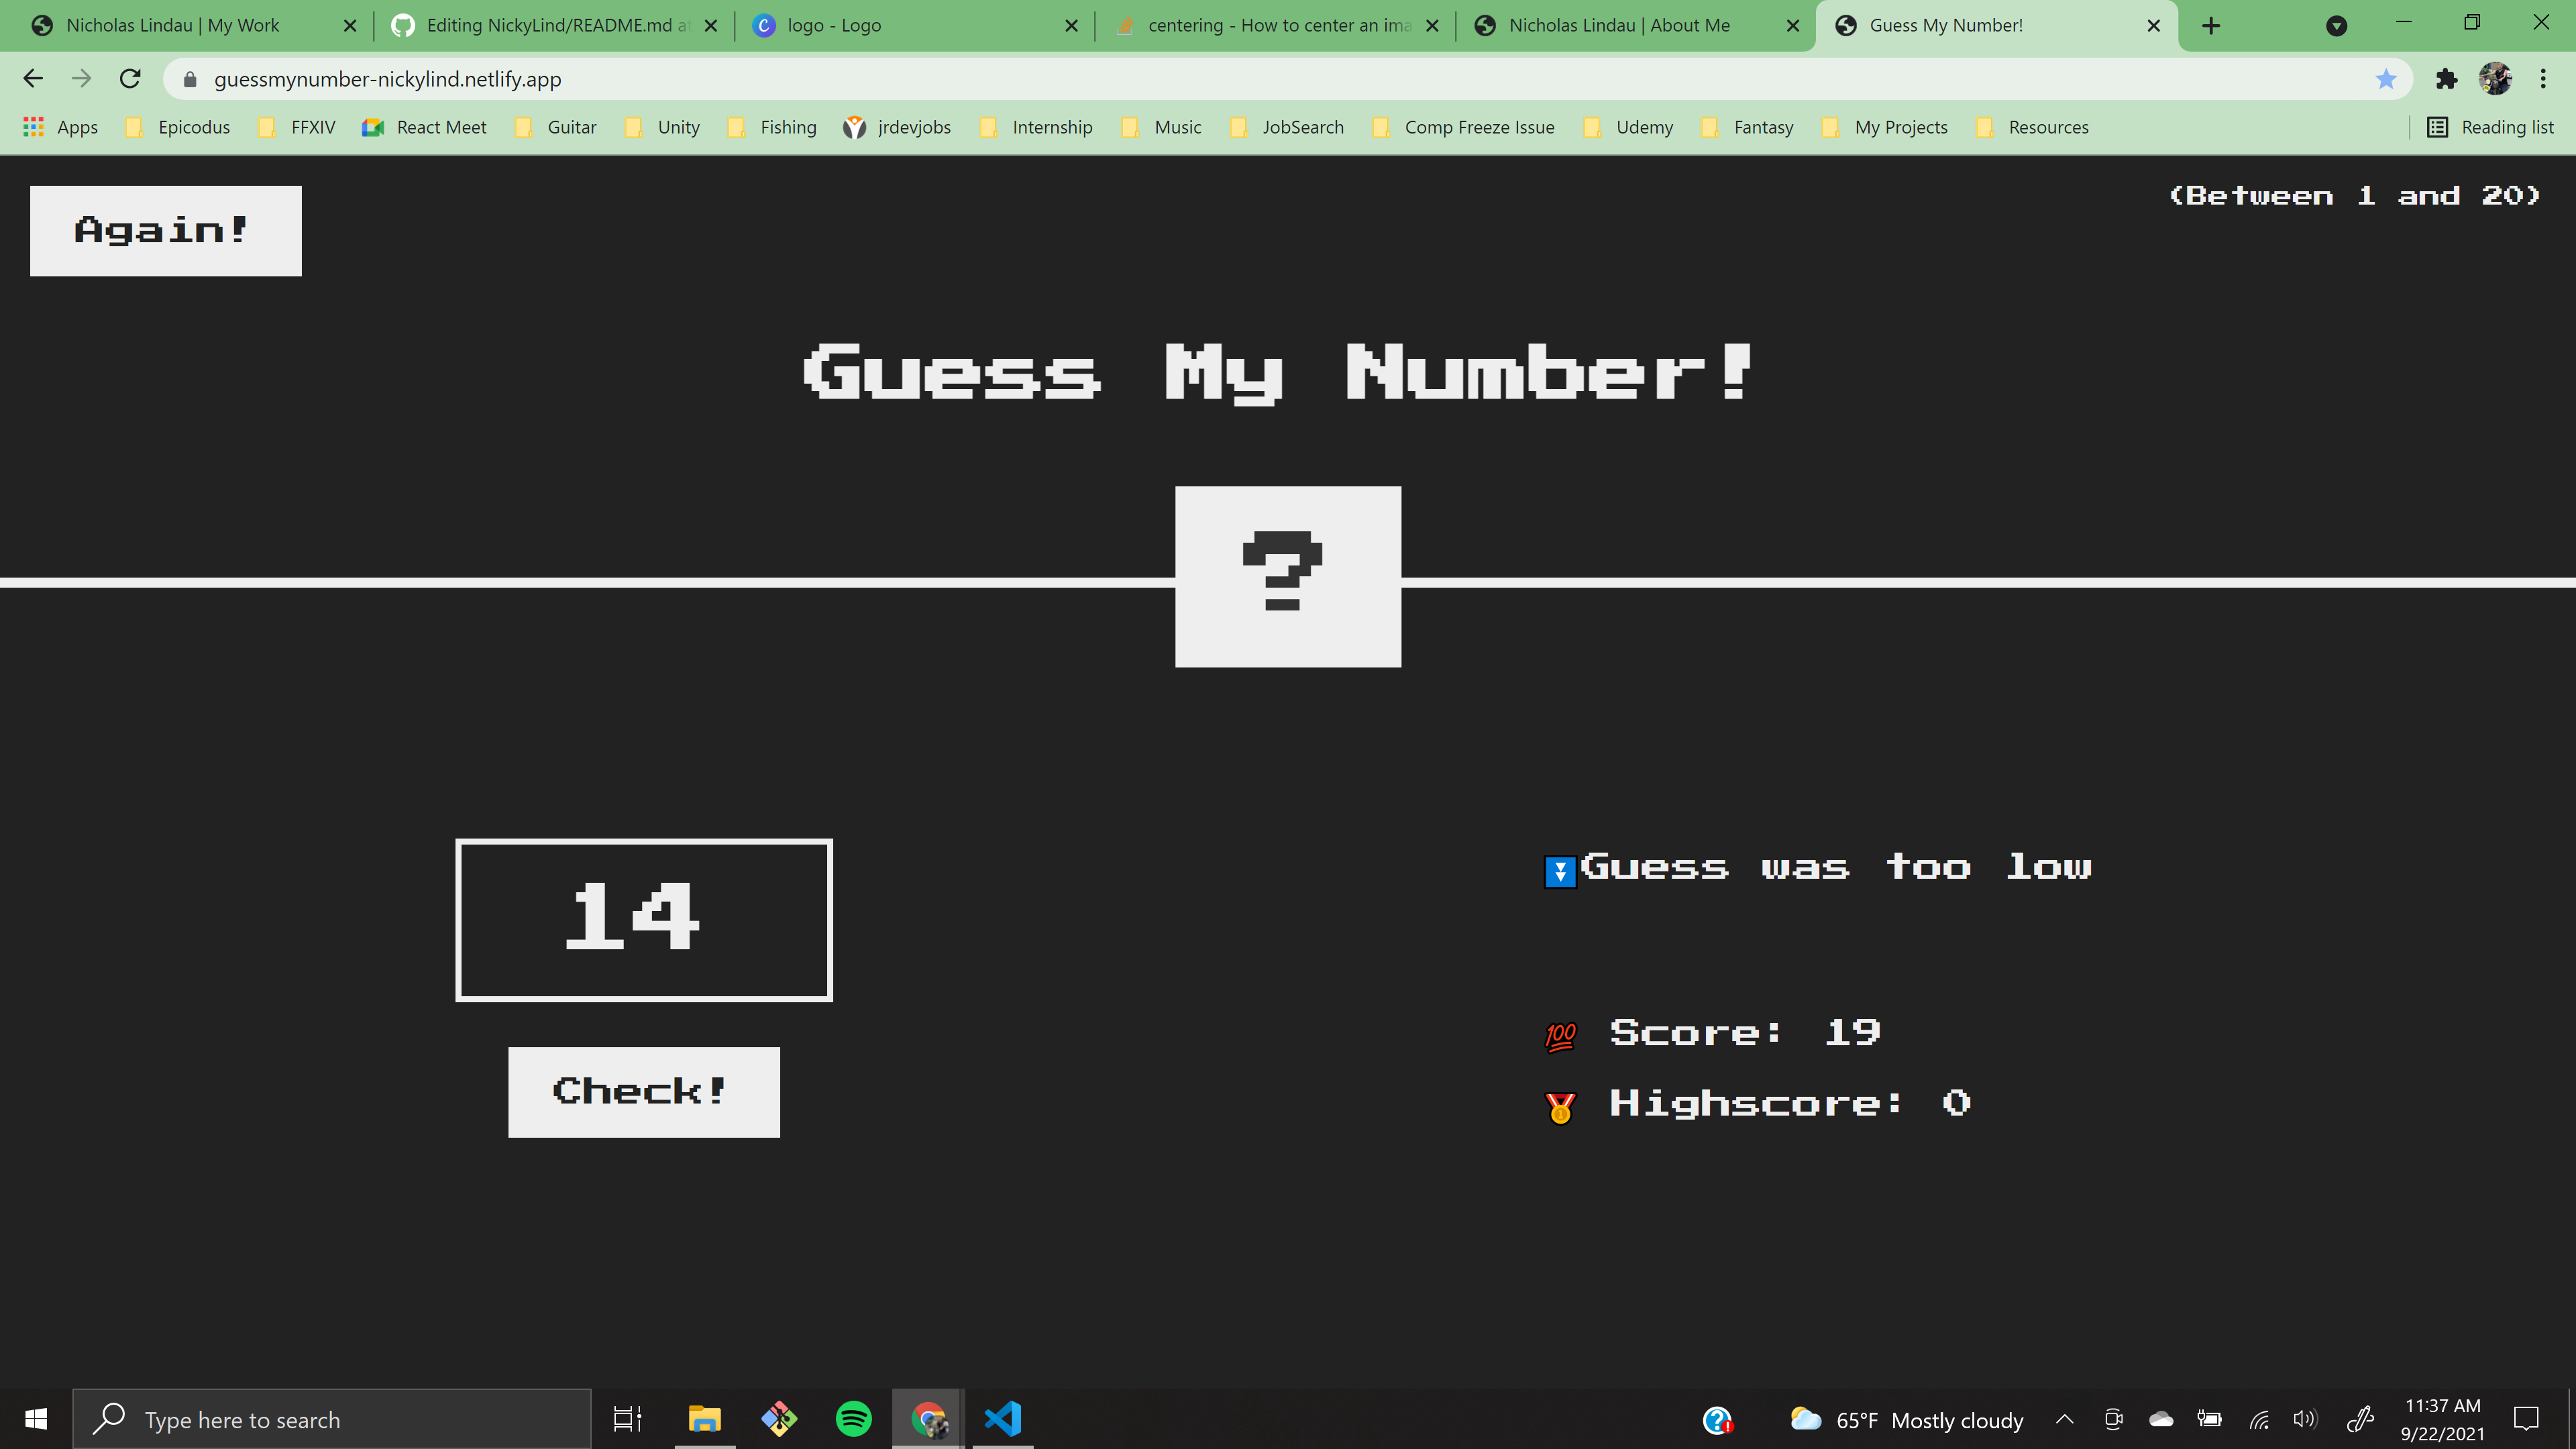 Nicholas Lindau | My Work
Editing NickyLind/README.md at
logo - Logo
centering - How to center an ima
Nicholas Lindau | About Me
Guess My Number!
guessmynumber-nickylind.netlify.app
Apps Epicodus FFXIV React Meet Guitar Unity Fishing jrdevjobs Internship Music JobSearch Comp Freeze Issue Udemy Fantasy My Projects Resources Reading list
Again!
(Between 1 and 20)
Guess My Number!
?
14
Check!
⏬Guess was too low
💯 Score: 19
🥇 Highscore: 0
Type here to search
65°F Mostly cloudy
11:37 AM
9/22/2021